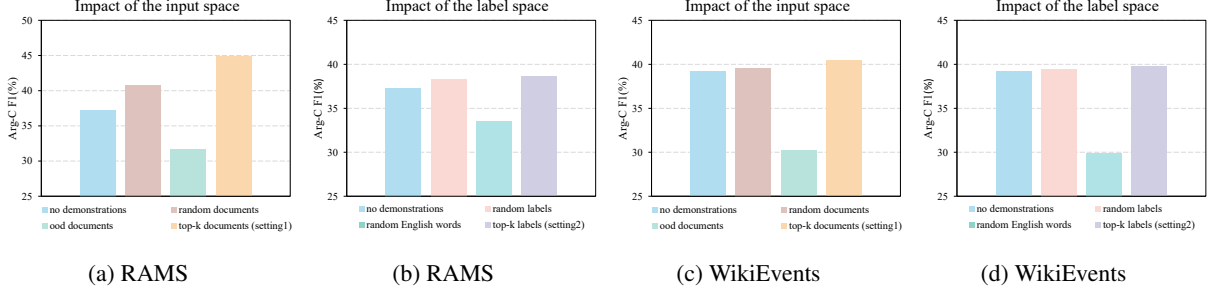 Impact of the input space
Arg-C F1(%)
50
45
40
35
30
25
no demonstrations
random documents
ood documents
top-k documents (setting1)
(a) RAMS
Impact of the label space
Arg-C F1(%)
45
40
35
30
25
no demonstrations
random labels
random English words
top-k labels (setting2)
(b) RAMS
Impact of the input space
Arg-C F1(%)
45
40
35
30
25
no demonstrations
random documents
ood documents
top-k documents (setting1)
(c) WikiEvents
Impact of the label space
Arg-C F1(%)
45
40
35
30
25
no demonstrations
random labels
random English words
top-k labels (setting2)
(d) WikiEvents